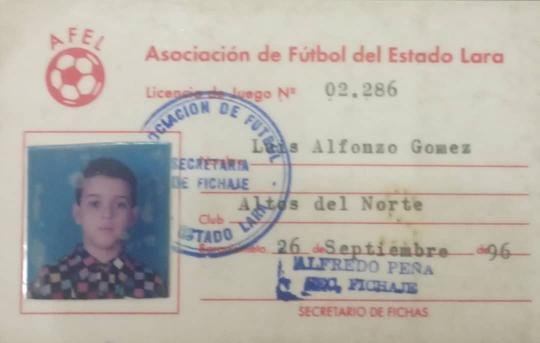 AFEL
Asociación de Fútbol del Estado Lara
Licencia de Juego Nº 02.286
Luis Alfonzo Gomez
ASOCIACION DE FUTBOL
SECRETARIA
DE FICHAJE
ESTADO LARA
Club Altos del Norte
Barquisimeto 26 de Septiembre de 96
ALFREDO PEÑA
SEC. FICHAJE
SECRETARIO DE FICHAS